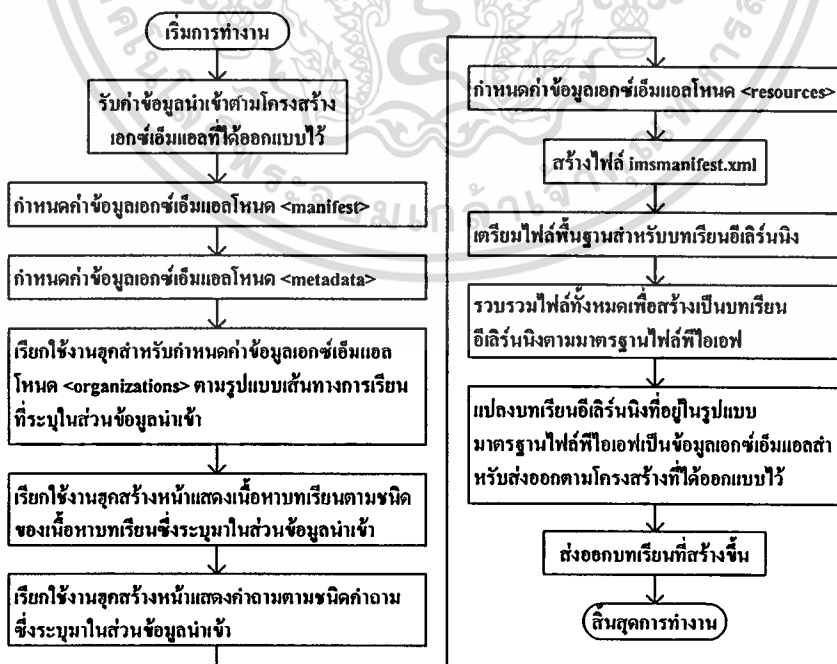 เริ่มการทำงาน
รับค่าข้อมูลนำเข้าตามโครงสร้าง
เอกซ์เอ็มแอลที่ได้ออกแบบไว้
กำหนดค่าข้อมูลเอกซ์เอ็มแอลโหนด <manifest>
กำหนดค่าข้อมูลเอกซ์เอ็มแอลโหนด <metadata>
เรียกใช้งานฮุคสำหรับกำหนดค่าข้อมูลเอกซ์เอ็มแอล
โหนด <organizations> ตามรูปแบบเส้นทางการเรียน
ที่ระบุในส่วนข้อมูลนำเข้า
เรียกใช้งานฮุคสร้างหน้าแสดงเนื้อหาบทเรียนตามชนิด
ของเนื้อหาบทเรียนซึ่งระบุมาในส่วนข้อมูลนำเข้า
เรียกใช้งานฮุคสร้างหน้าแสดงคำถามตามชนิดคำถาม
ซึ่งระบุมาในส่วนข้อมูลนำเข้า
กำหนดค่าข้อมูลเอกซ์เอ็มแอลโหนด <resources>
สร้างไฟล์ imsmanifest.xml
เตรียมไฟล์พื้นฐานสำหรับบทเรียนอีเลิร์นนิง
รวบรวมไฟล์ทั้งหมดเพื่อสร้างเป็นบทเรียน
อีเลิร์นนิงตามมาตรฐานไฟล์พีไอเอฟ
แปลงบทเรียนอีเลิร์นนิงที่อยู่ในรูปแบบ
มาตรฐานไฟล์พีไอเอฟเป็นข้อมูลเอกซ์เอ็มแอลสำ
หรับส่งออกตามโครงสร้างที่ได้ออกแบบไว้
ส่งออกบทเรียนที่สร้างขึ้น
สิ้นสุดการทำงาน